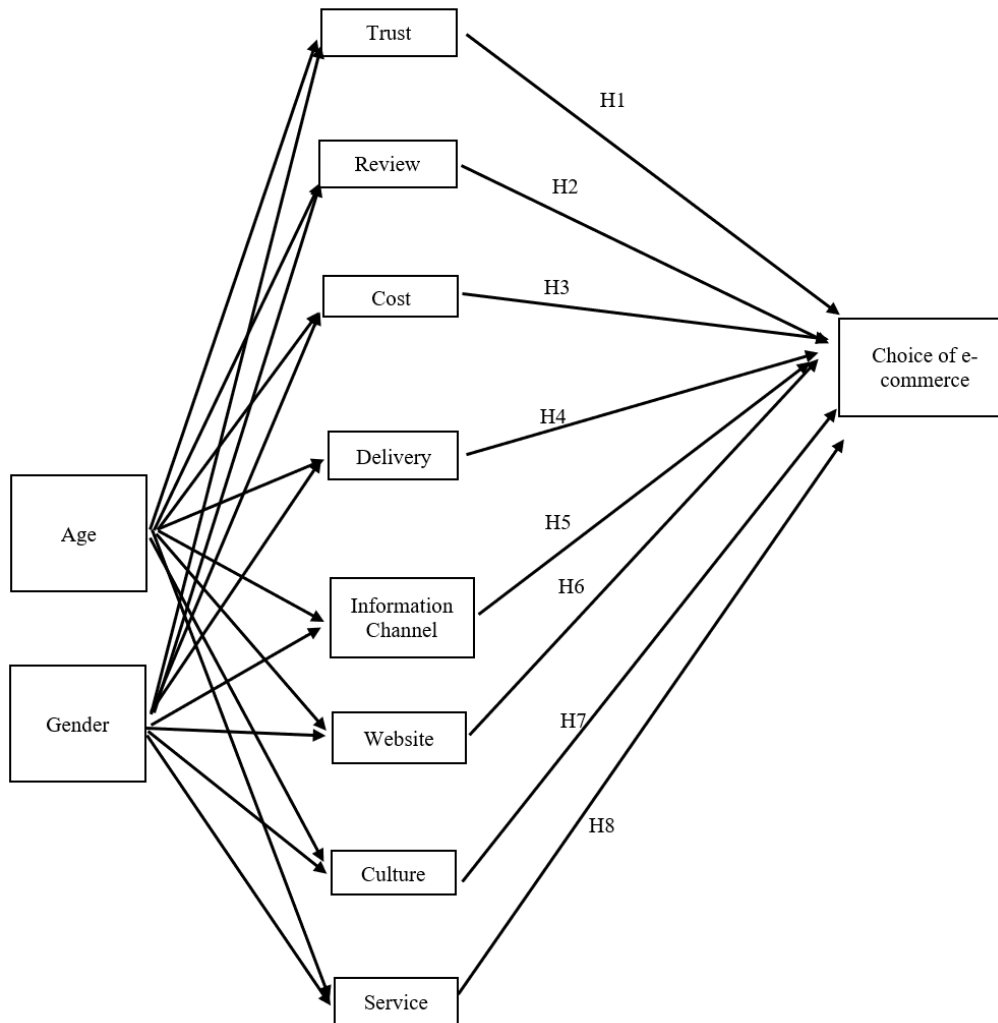 Trust
H1
Review
H2
Cost
H3
Choice of e-
commerce
Delivery
H4
Age
H5
Information
Channel
H6
Gender
Website
H7
Culture
H8
Service